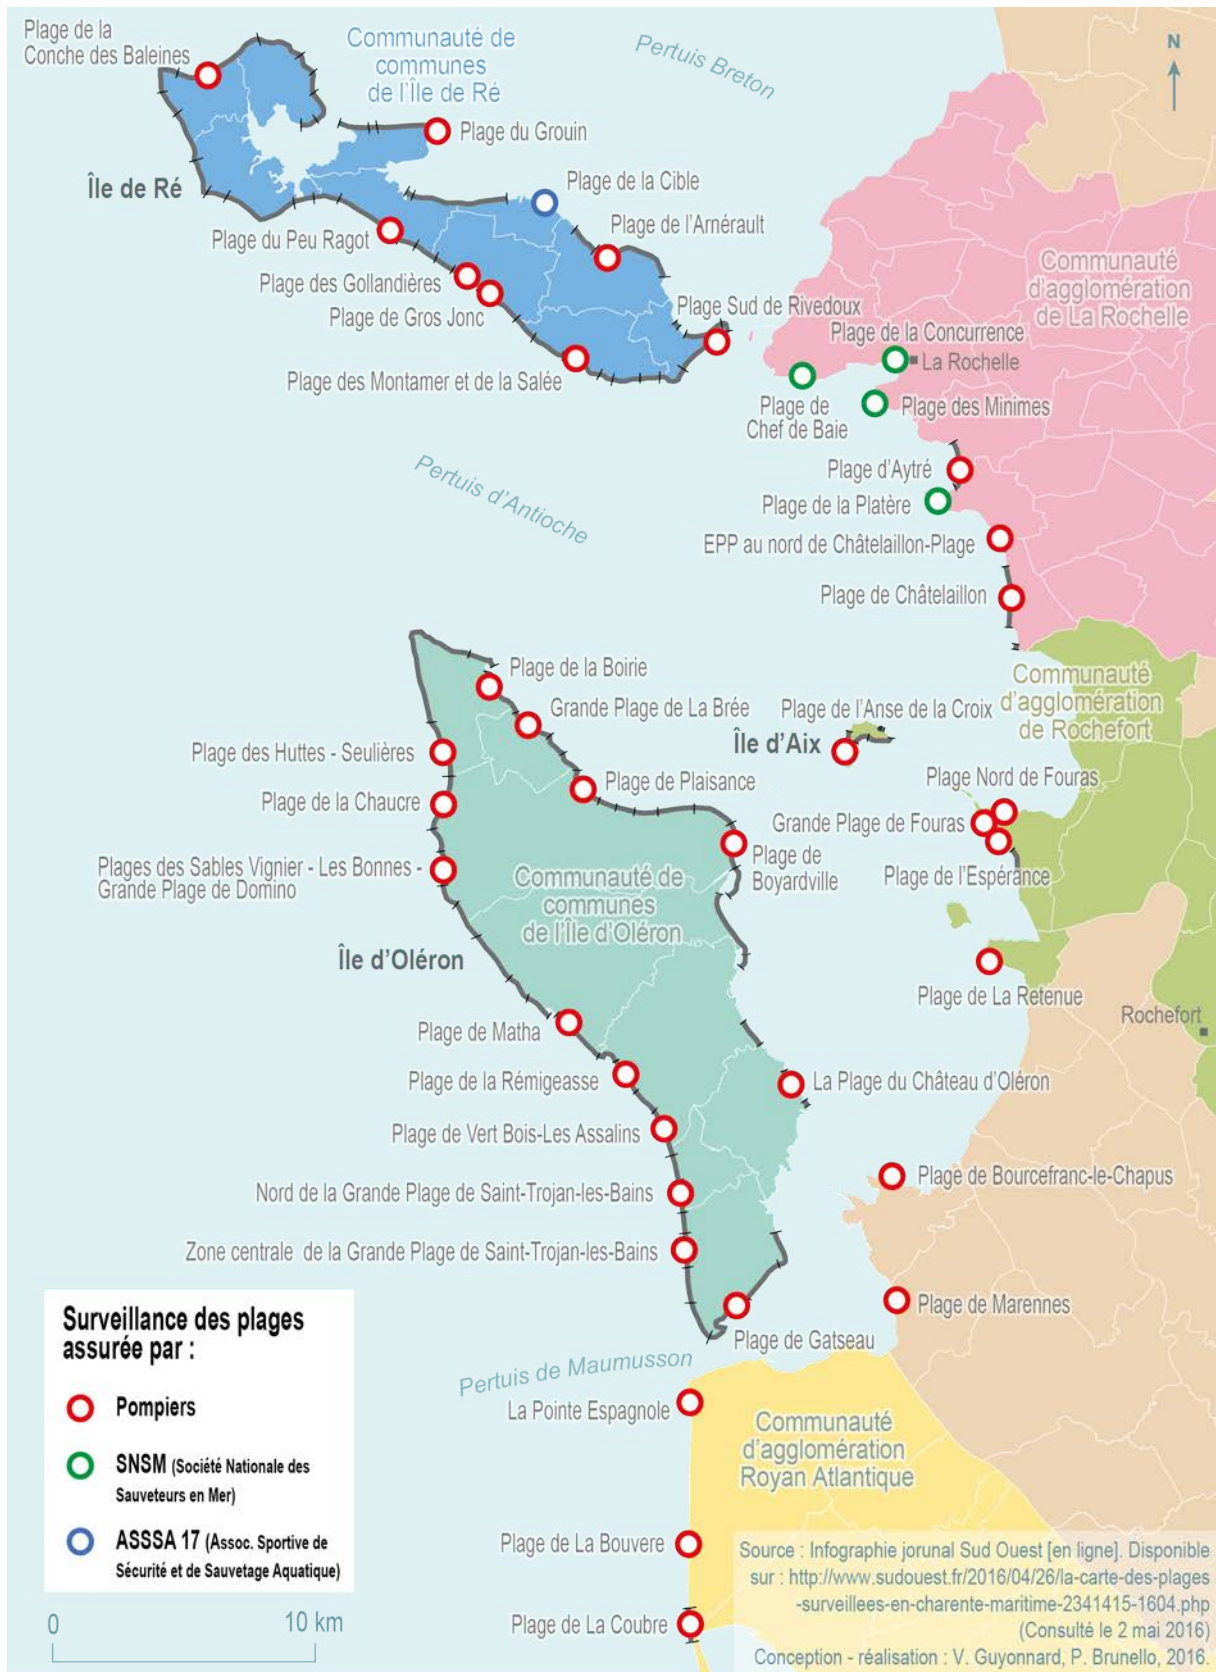 Plage de la
Conche des Baleines
Communauté de
communes
de l'Île de Ré
Pertuis Breton
N
Plage du Grouin
Île de Ré
Plage de la Cible
Plage du Peu Ragot
Plage de l'Arnérault
Plage des Gollandières
Plage de Gros Jonc
Plage Sud de Rivedoux
Plage des Montamer et de la Salée
Communauté
d'agglomération
de La Rochelle
Plage de la Concurrence
La Rochelle
Plage de
Chef de Baie
Plage des Minimes
Pertuis d'Antioche
Plage d'Aytré
Plage de la Platère
EPP au nord de Châtelaillon-Plage
Plage de Châtelaillon
Plage de la Boirie
Grande Plage de La Brée
Plage de l'Anse de la Croix
Île d'Aix
Communauté
d'agglomération
de Rochefort
Plage des Huttes - Seulières
Plage de la Chaucre
Plage de Plaisance
Plage Nord de Fouras
Grande Plage de Fouras
Plage de l'Espérance
Plages des Sables Vignier - Les Bonnes -
Grande Plage de Domino
Plage de
Boyardville
Communauté de
communes
de l'Île d'Oléron
Île d'Oléron
Plage de La Retenue
Rochefort
Plage de Matha
Plage de la Rémigeasse
La Plage du Château d'Oléron
Plage de Vert Bois-Les Assalins
Plage de Bourcefranc-le-Chapus
Nord de la Grande Plage de Saint-Trojan-les-Bains
Zone centrale de la Grande Plage de Saint-Trojan-les-Bains
Plage de Marennes
Plage de Gatseau
Pertuis de Maumusson
La Pointe Espagnole
Communauté
d'agglomération
Royan Atlantique
Plage de La Bouvere
Plage de La Coubre
Surveillance des plages
assurée par :
Pompiers
SNSM (Société Nationale des
Sauveteurs en Mer)
ASSSA 17 (Assoc. Sportive de
Sécurité et de Sauvetage Aquatique)
0 10 km
Source : Infographie jorunal Sud Ouest [en ligne]. Disponible
sur : http://www.sudouest.fr/2016/04/26/la-carte-des-plages
-surveillees-en-charente-maritime-2341415-1604.php
(Consulté le 2 mai 2016)
Conception - réalisation : V. Guyonnard, P. Brunello, 2016.